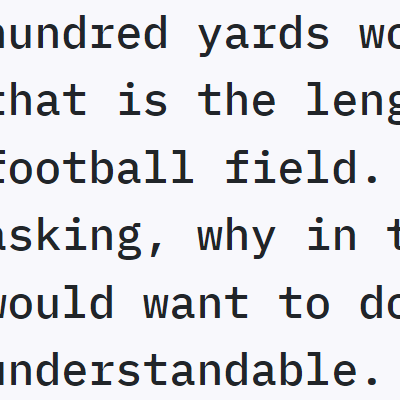 hundred yards wo
that is the leng
football field.
asking, why in t
would want to do
understandable.